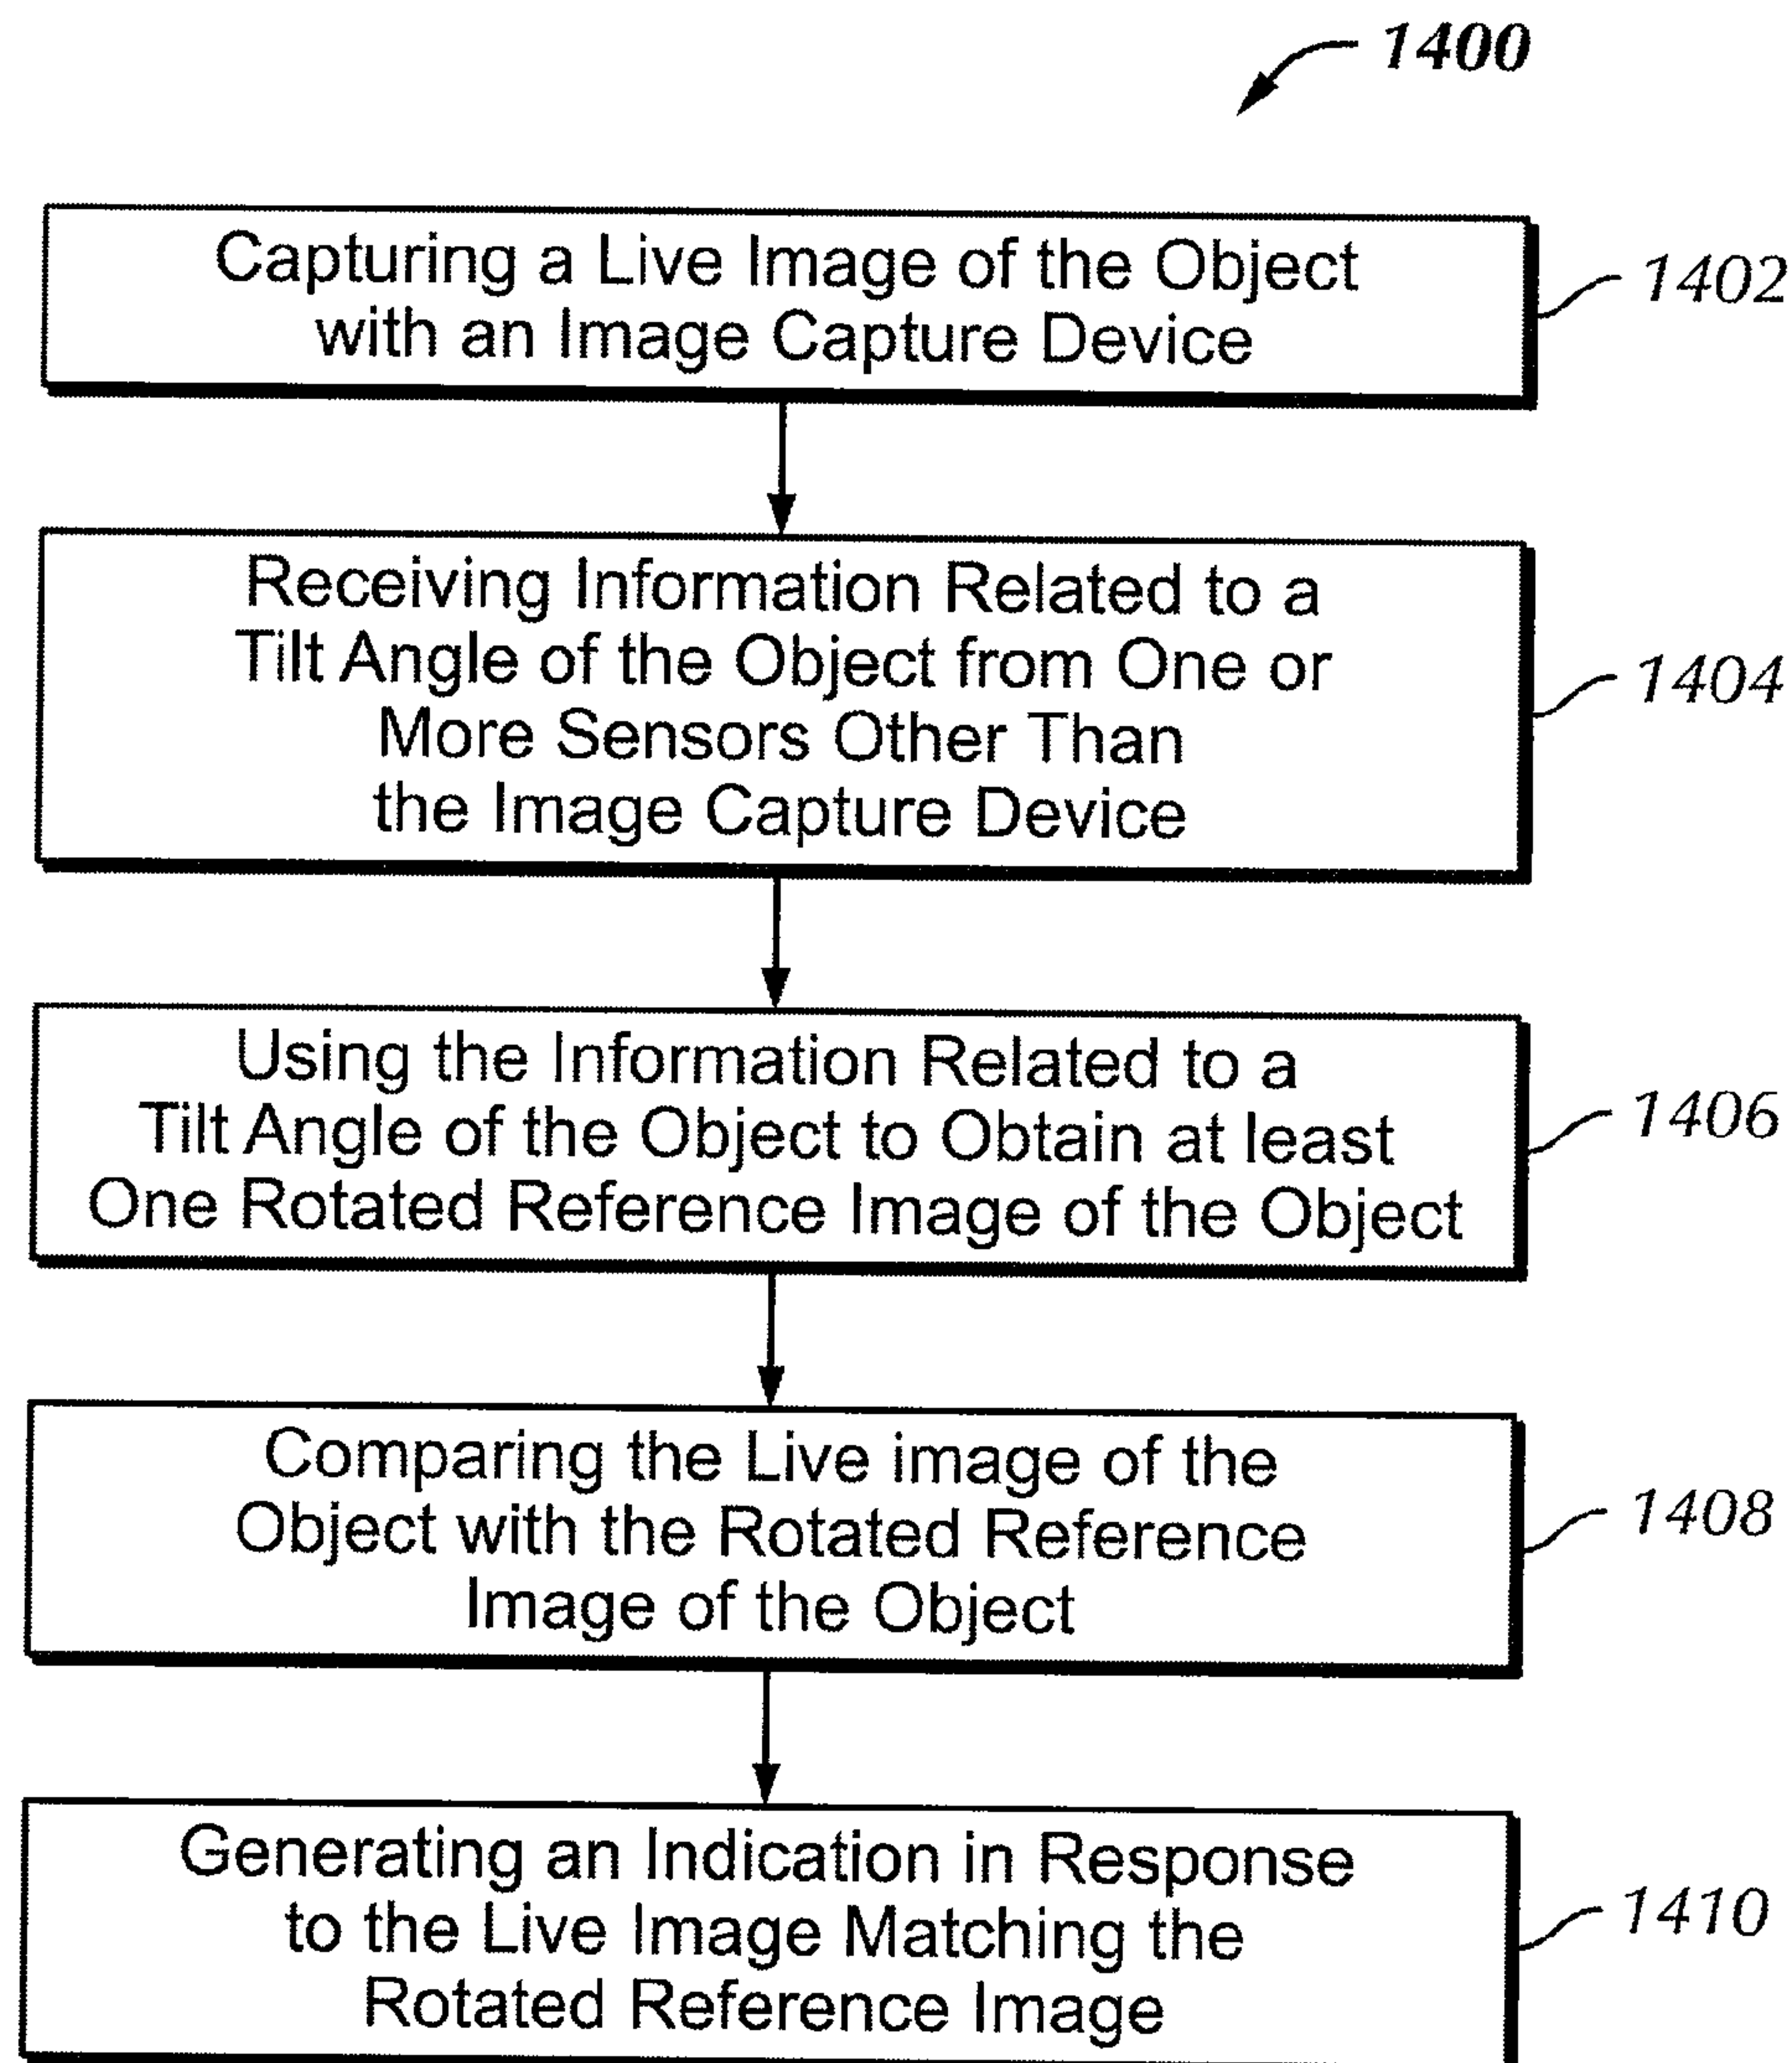 1400
Capturing a Live Image of the Object
with an Image Capture Device
1402
Receiving Information Related to a
Tilt Angle of the Object from One or
More Sensors Other Than
the Image Capture Device
1404
Using the Information Related to a
Tilt Angle of the Object to Obtain at least
One Rotated Reference Image of the Object
1406
Comparing the Live image of the
Object with the Rotated Reference
Image of the Object
1408
Generating an Indication in Response
to the Live Image Matching the
Rotated Reference Image
1410